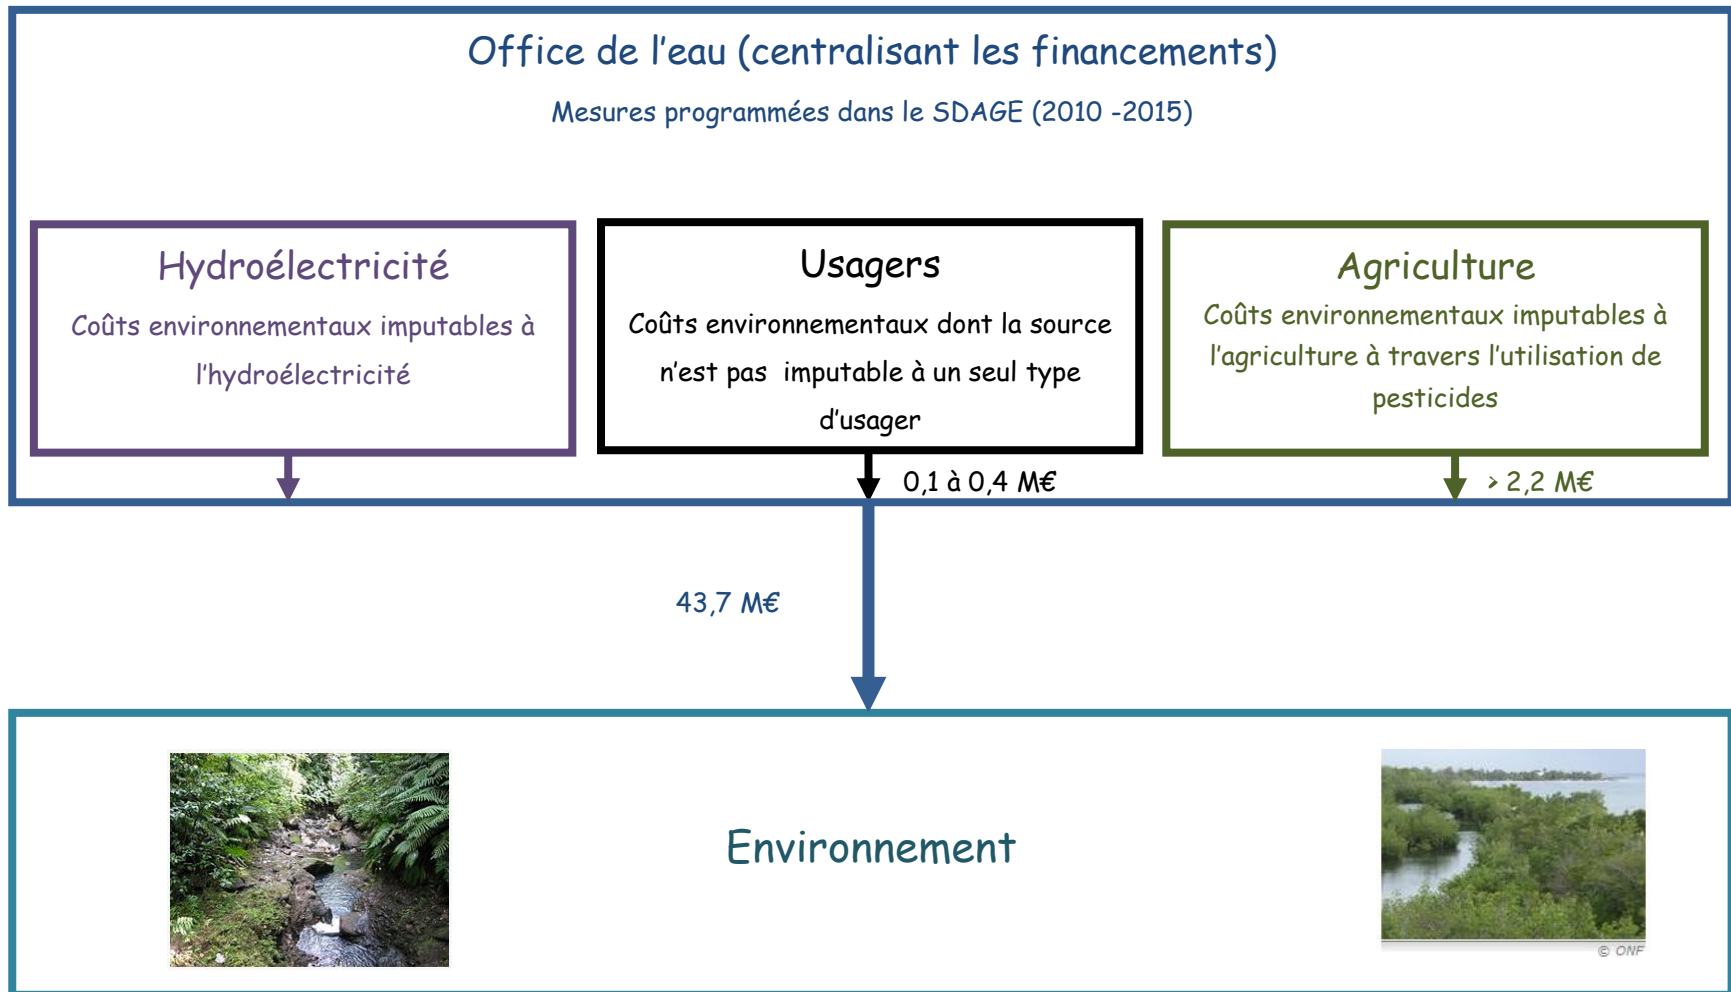 Office de l'eau (centralisant les financements)
Mesures programmées dans le SDAGE (2010 -2015)
Hydroélectricité
Coûts environnementaux imputables à
l'hydroélectricité
Usagers
Coûts environnementaux dont la source
n'est pas imputable à un seul type
d'usager
Agriculture
Coûts environnementaux imputables à
l'agriculture à travers l'utilisation de
pesticides
0,1 à 0,4 M€
> 2,2 M€
43,7 M€
Environnement
© ONF